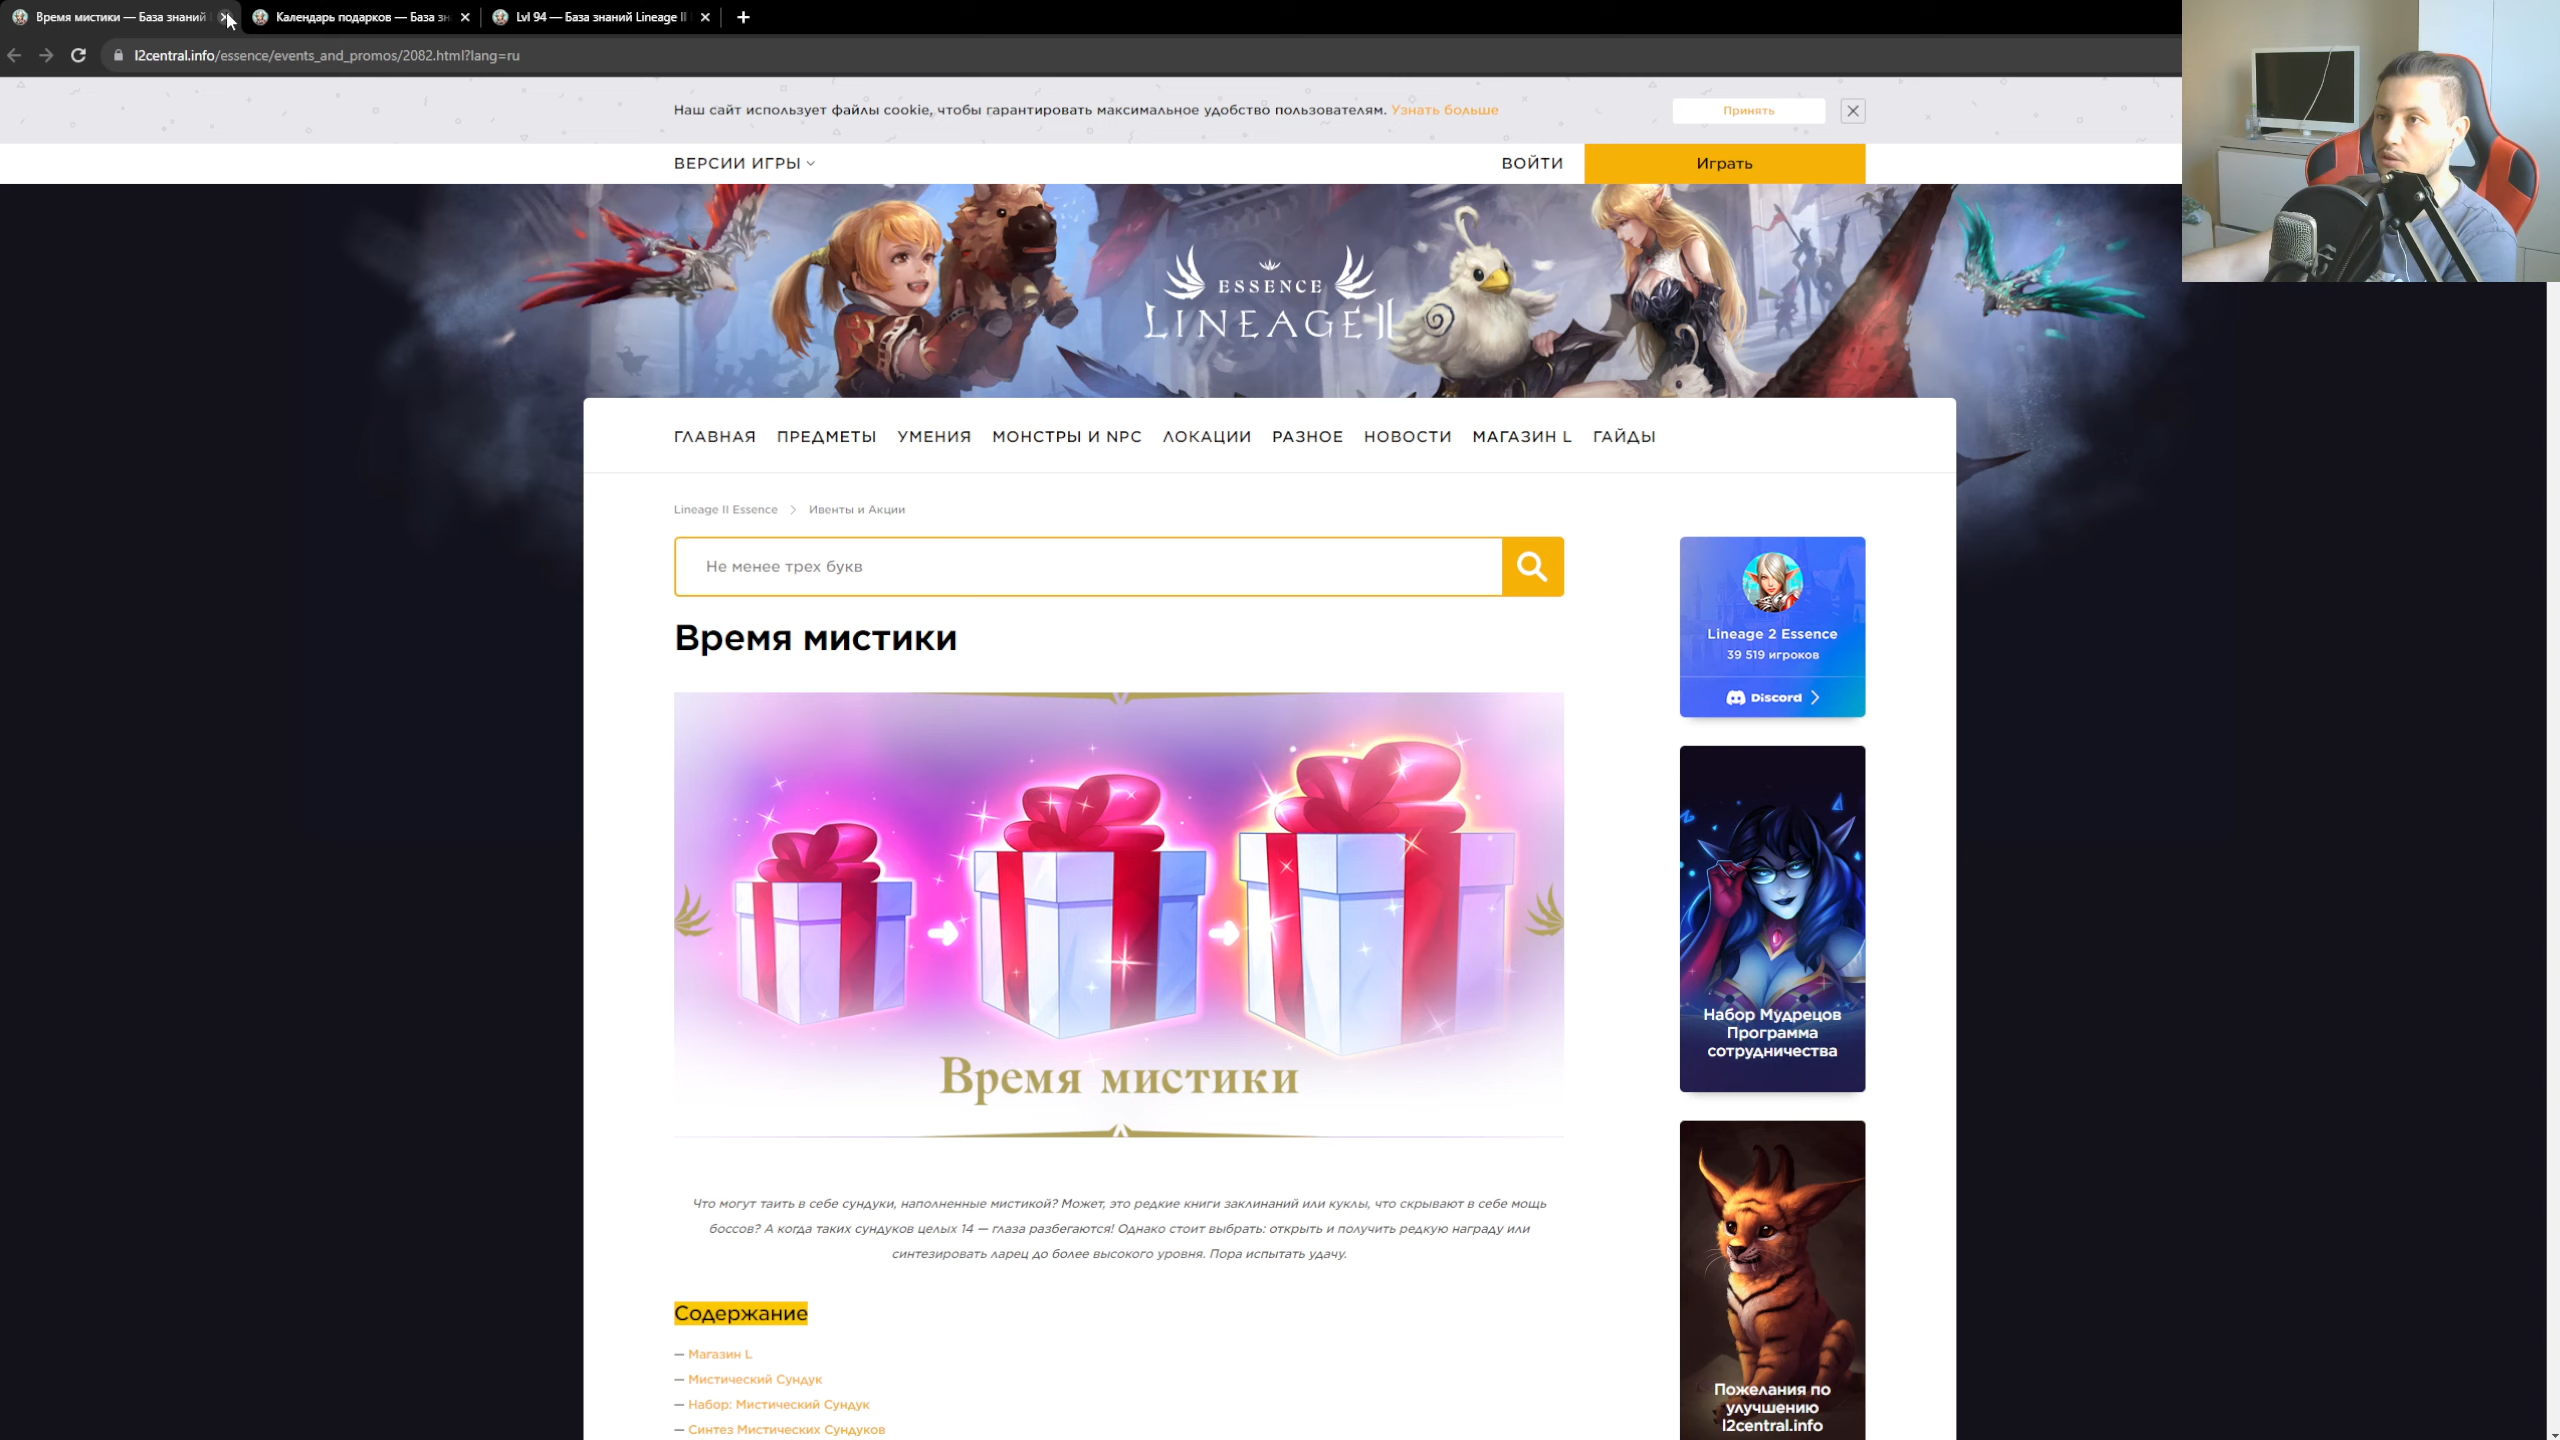 Время мистики — База знаний
Календарь подарков — База зн
Lvl 94 — База знаний Lineage II
l2central.info/essence/events_and_promos/2082.html?lang=ru
Наш сайт использует файлы cookie, чтобы гарантировать максимальное удобство пользователям. Узнать больше
Принять
ВЕРСИИ ИГРЫ
ВОЙТИ
Играть
ESSENCE
LINEAGE II
ГЛАВНАЯ ПРЕДМЕТЫ УМЕНИЯ МОНСТРЫ И NPC ЛОКАЦИИ РАЗНОЕ НОВОСТИ МАГАЗИН L ГАЙДЫ
Lineage II Essence > Ивенты и Акции
Не менее трех букв
Время мистики
Время мистики
Что могут таить в себе сундуки, наполненные мистикой? Может, это редкие книги заклинаний или куклы, что скрывают в себе мощь
боссов? А когда таких сундуков целых 14 — глаза разбегаются! Однако стоит выбрать: открыть и получить редкую награду или
синтезировать ларец до более высокого уровня. Пора испытать удачу.
Содержание
— Магазин L
— Мистический Сундук
— Набор: Мистический Сундук
— Синтез Мистических Сундуков
Lineage 2 Essence
39 519 игроков
Discord
Набор Мудрецов
Программа
сотрудничества
Пожелания по
улучшению
l2central.info